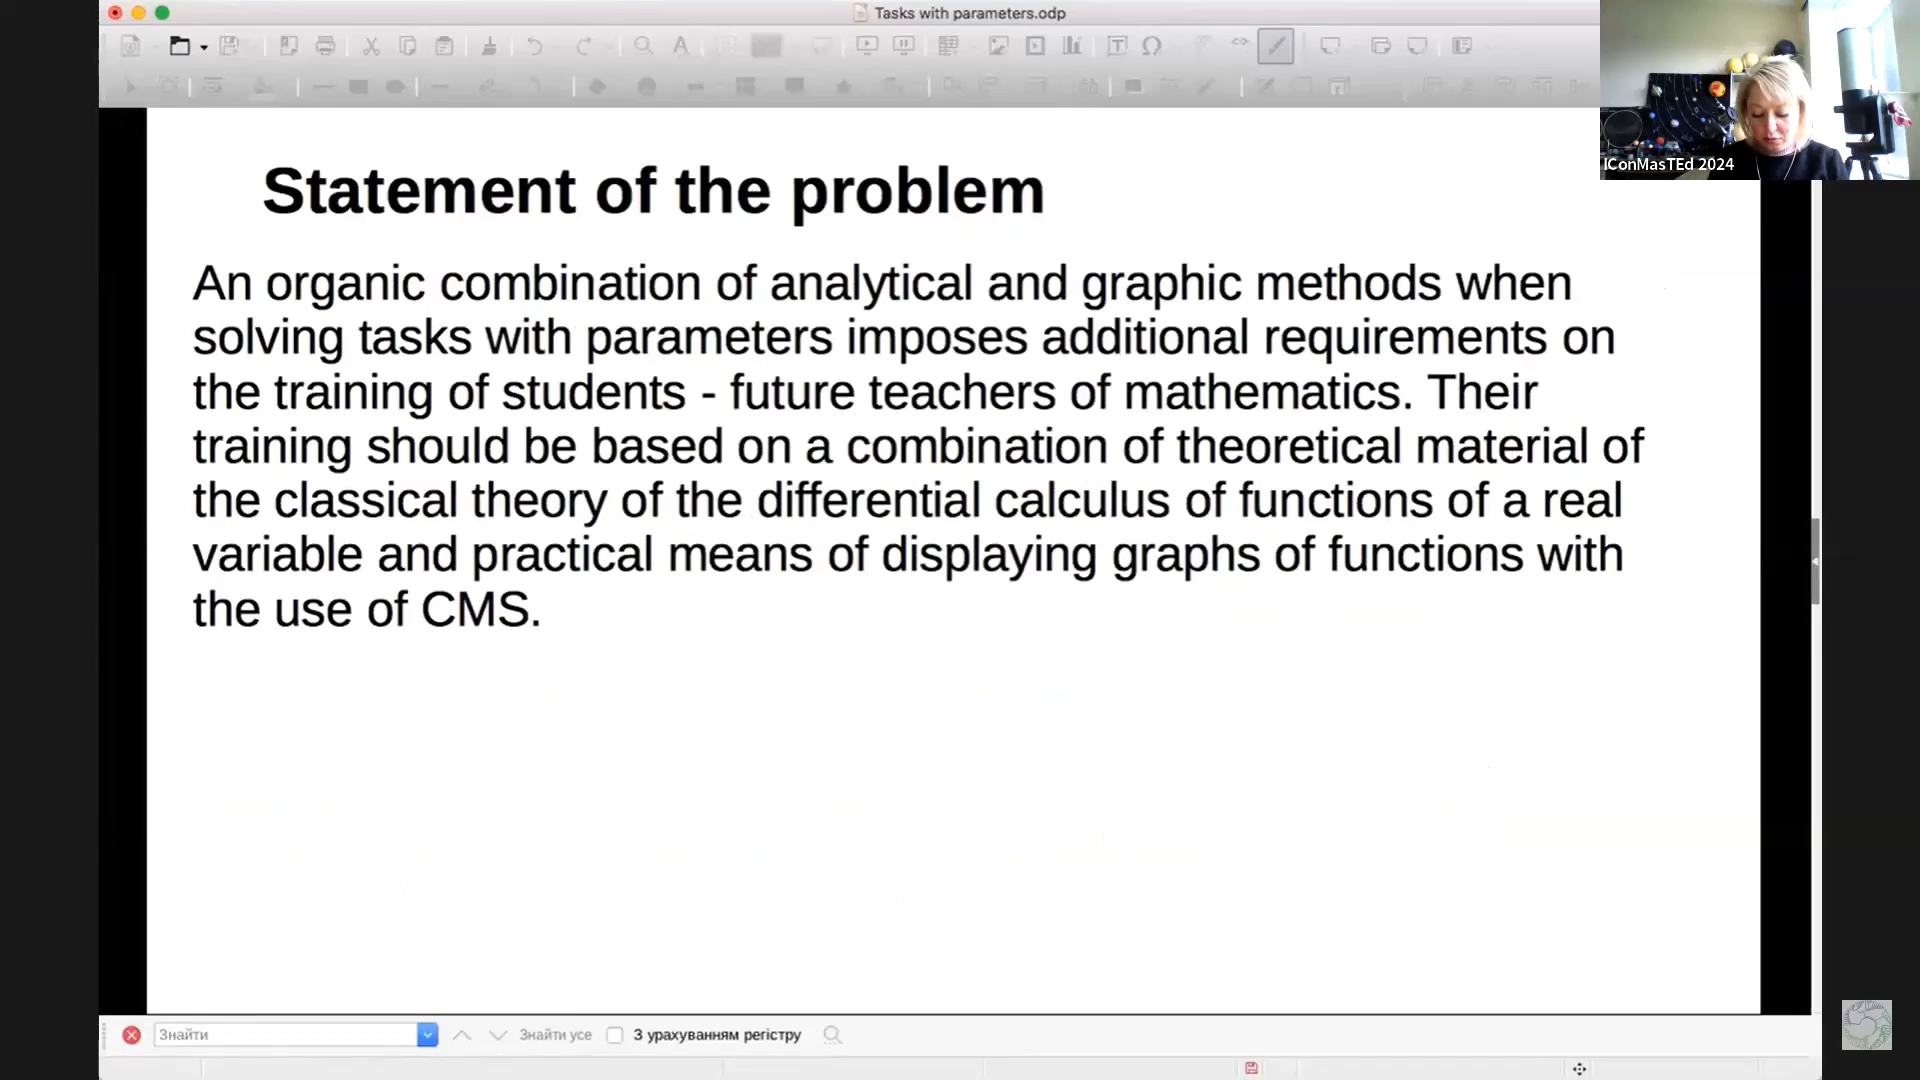 Tasks with parameters.odp
IConMasTEd 2024
Statement of the problem
An organic combination of analytical and graphic methods when
solving tasks with parameters imposes additional requirements on
the training of students - future teachers of mathematics. Their
training should be based on a combination of theoretical material of
the classical theory of the differential calculus of functions of a real
variable and practical means of displaying graphs of functions with
the use of CMS.
Знайти
Знайти усе
З урахуванням регістру